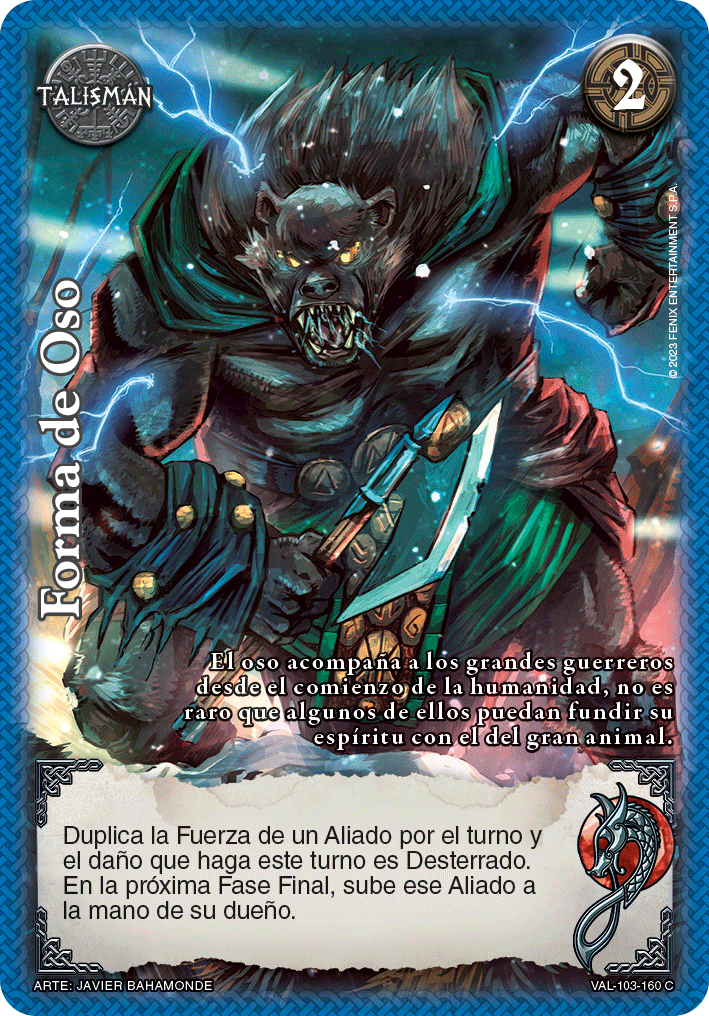 TALISMÁN
2
Forma de Oso
© 2023 FENIX ENTERTAINMENT S.P.A.
El oso acompaña a los grandes guerreros
desde el comienzo de la humanidad, no es
raro que algunos de ellos puedan fundir su
espíritu con el del gran animal.
Duplica la Fuerza de un Aliado por el turno y
el daño que haga este turno es Desterrado.
En la próxima Fase Final, sube ese Aliado a
la mano de su dueño.
ARTE: JAVIER BAHAMONDE
VAL-103-160 C